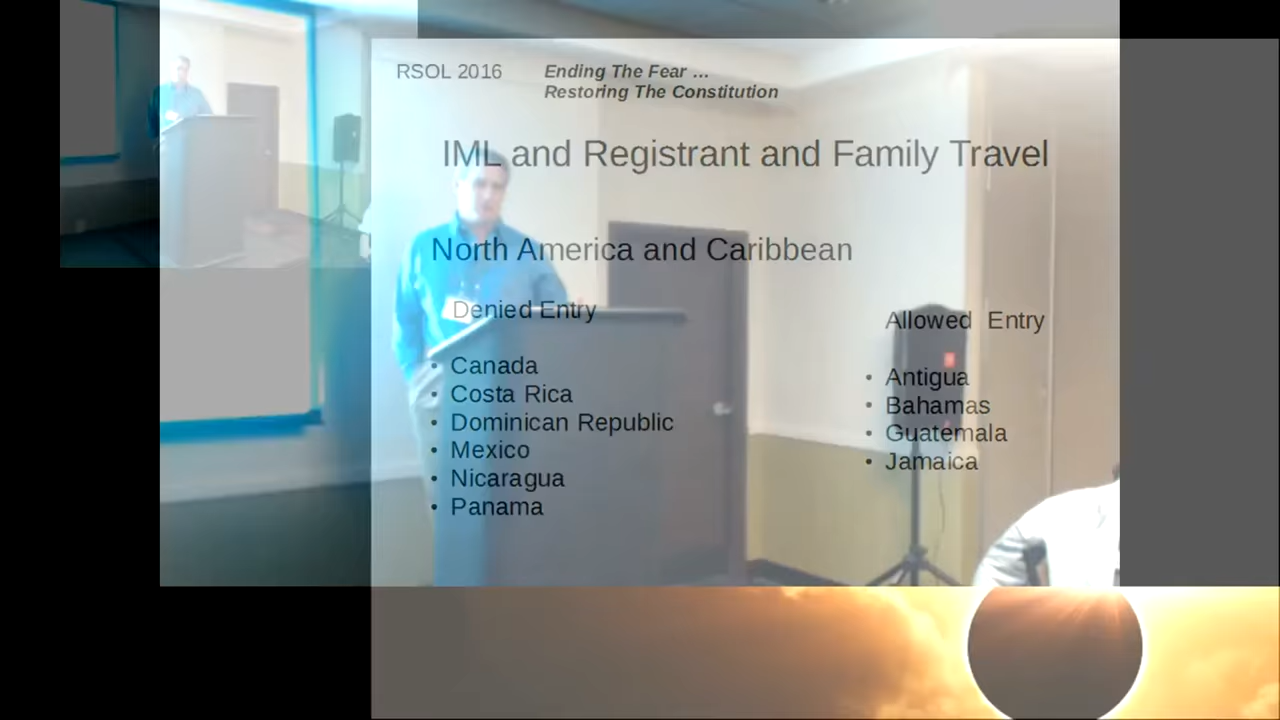 RSOL 2016
Ending The Fear ...
Restoring The Constitution
IML and Registrant and Family Travel
North America and Caribbean
Denied Entry
• Canada
• Costa Rica
• Dominican Republic
• Mexico
• Nicaragua
• Panama
Allowed Entry
• Antigua
• Bahamas
• Guatemala
• Jamaica